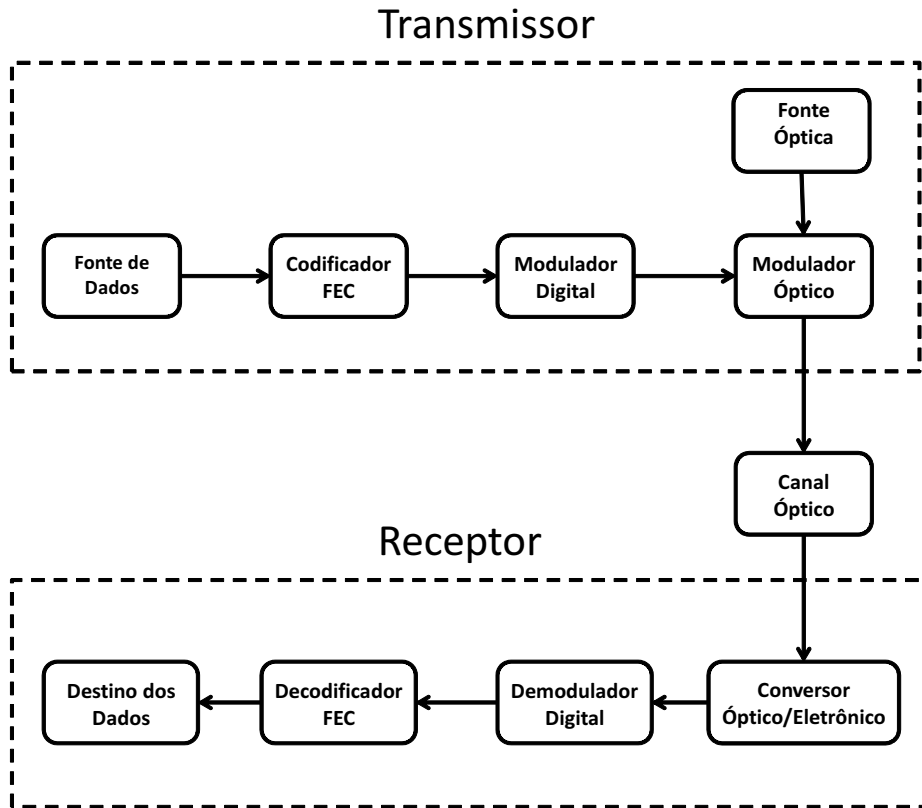 Transmissor
Fonte
Óptica
Fonte de
Dados
Codificador
FEC
Modulador
Digital
Modulador
Óptico
Canal
Óptico
Receptor
Destino dos
Dados
Decodificador
FEC
Demodulador
Digital
Conversor
Óptico/Eletrônico